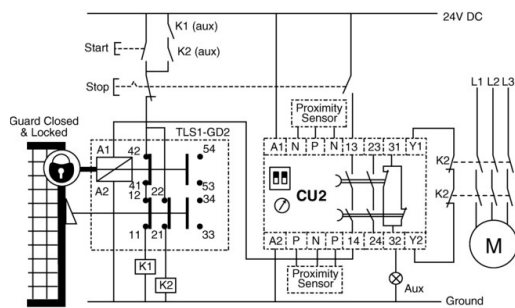 24V DC
K1 (aux)
K2 (aux)
Start
Stop
Guard Closed
& Locked
TLS1-GD2
A1
A2
42
41
12
22
11
21
54
53
34
33
K1
K2
Proximity
Sensor
A1 N P N 13 23 31 Y1
CU2
A2 P N P 14 24 32 Y2
Proximity
Sensor
Aux
L1 L2 L3
K2
K2
M
Ground